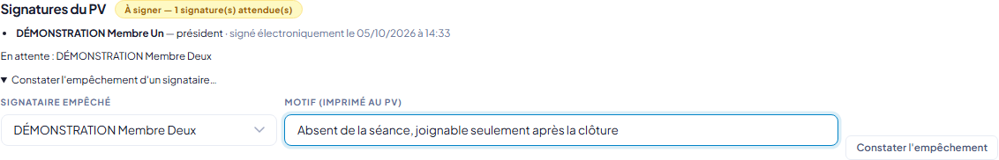 Signatures du PV À signer — 1 signature(s) attendue(s)
• DÉMONSTRATION Membre Un — président · signé électroniquement le 05/10/2026 à 14:33
En attente : DÉMONSTRATION Membre Deux
▼ Constater l'empêchement d'un signataire…
SIGNATAIRE EMPÊCHÉ MOTIF (IMPRIMÉ AU PV)
DÉMONSTRATION Membre Deux Absent de la séance, joignable seulement après la clôture
Constater l'empêchement